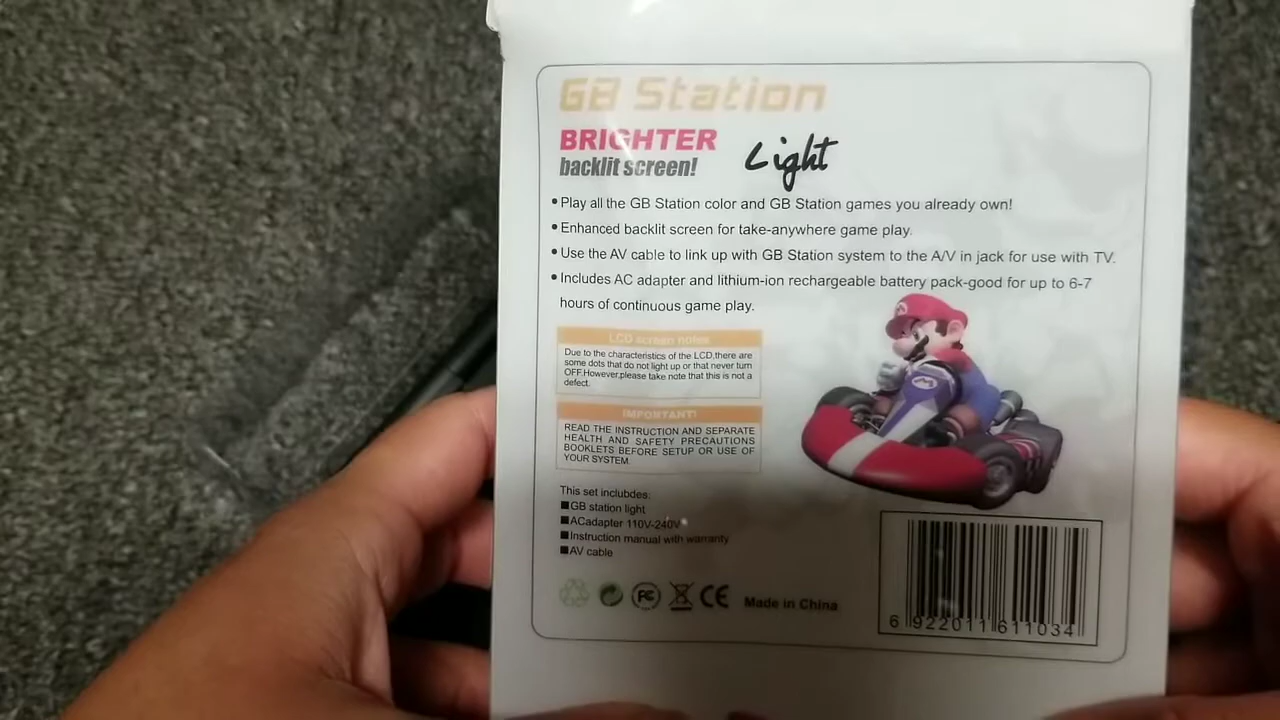 GB Station
BRIGHTER
backlit screen!
Light
• Play all the GB Station color and GB Station games you already own!
• Enhanced backlit screen for take-anywhere game play.
• Use the AV cable to link up with GB Station system to the A/V in jack for use with TV.
• Includes AC adapter and lithium-ion rechargeable battery pack-good for up to 6-7
hours of continuous game play.
LCD screen notes
Due to the characteristics of the LCD,there are
some dots that do not light up or that never turn
OFF.However,please take note that this is not a
defect.
IMPORTANT!
READ THE INSTRUCTION AND SEPARATE
HEALTH AND SAFETY PRECAUTIONS
BOOKLETS BEFORE SETUP OR USE OF
YOUR SYSTEM.
This set inclubdes:
■GB station light
■ACadapter 110V-240V
■Instruction manual with warranty
■AV cable
FC CE Made in China
6 922011 611034